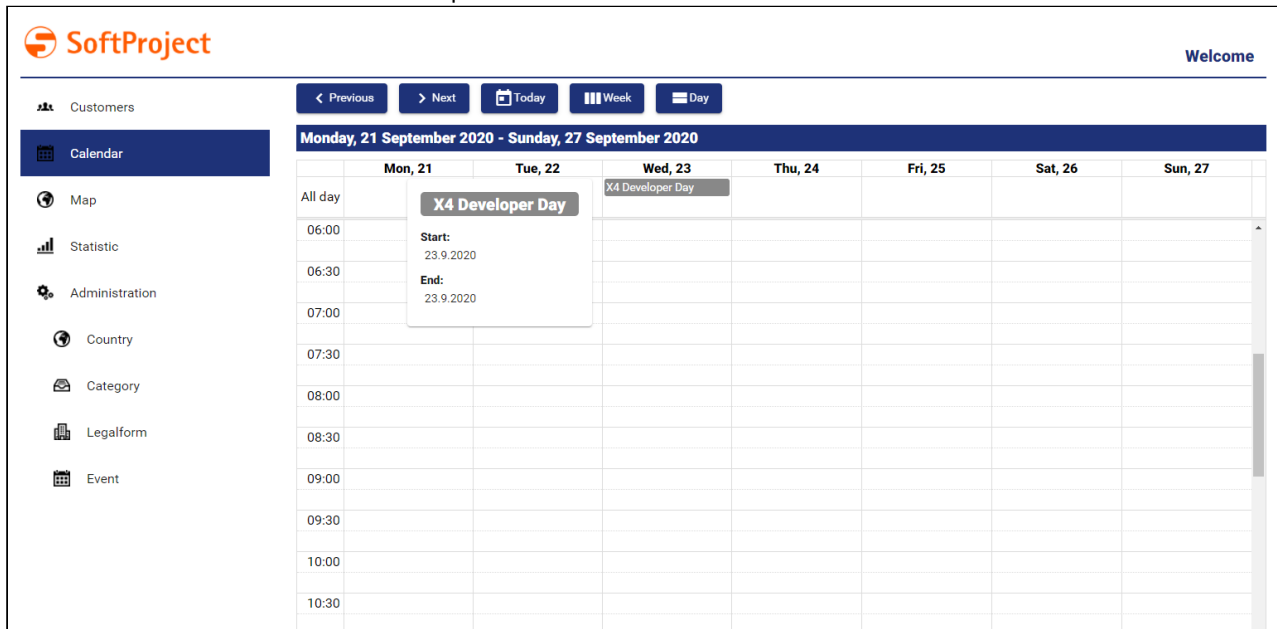 SoftProject
Welcome
Customers
Calendar
Map
Statistic
Administration
Country
Category
Legalform
Event
Previous Next Today Week Day
Monday, 21 September 2020 - Sunday, 27 September 2020
Mon, 21 Tue, 22 Wed, 23 Thu, 24 Fri, 25 Sat, 26 Sun, 27
All day X4 Developer Day
X4 Developer Day
Start:
23.9.2020
End:
23.9.2020
06:00
06:30
07:00
07:30
08:00
08:30
09:00
09:30
10:00
10:30